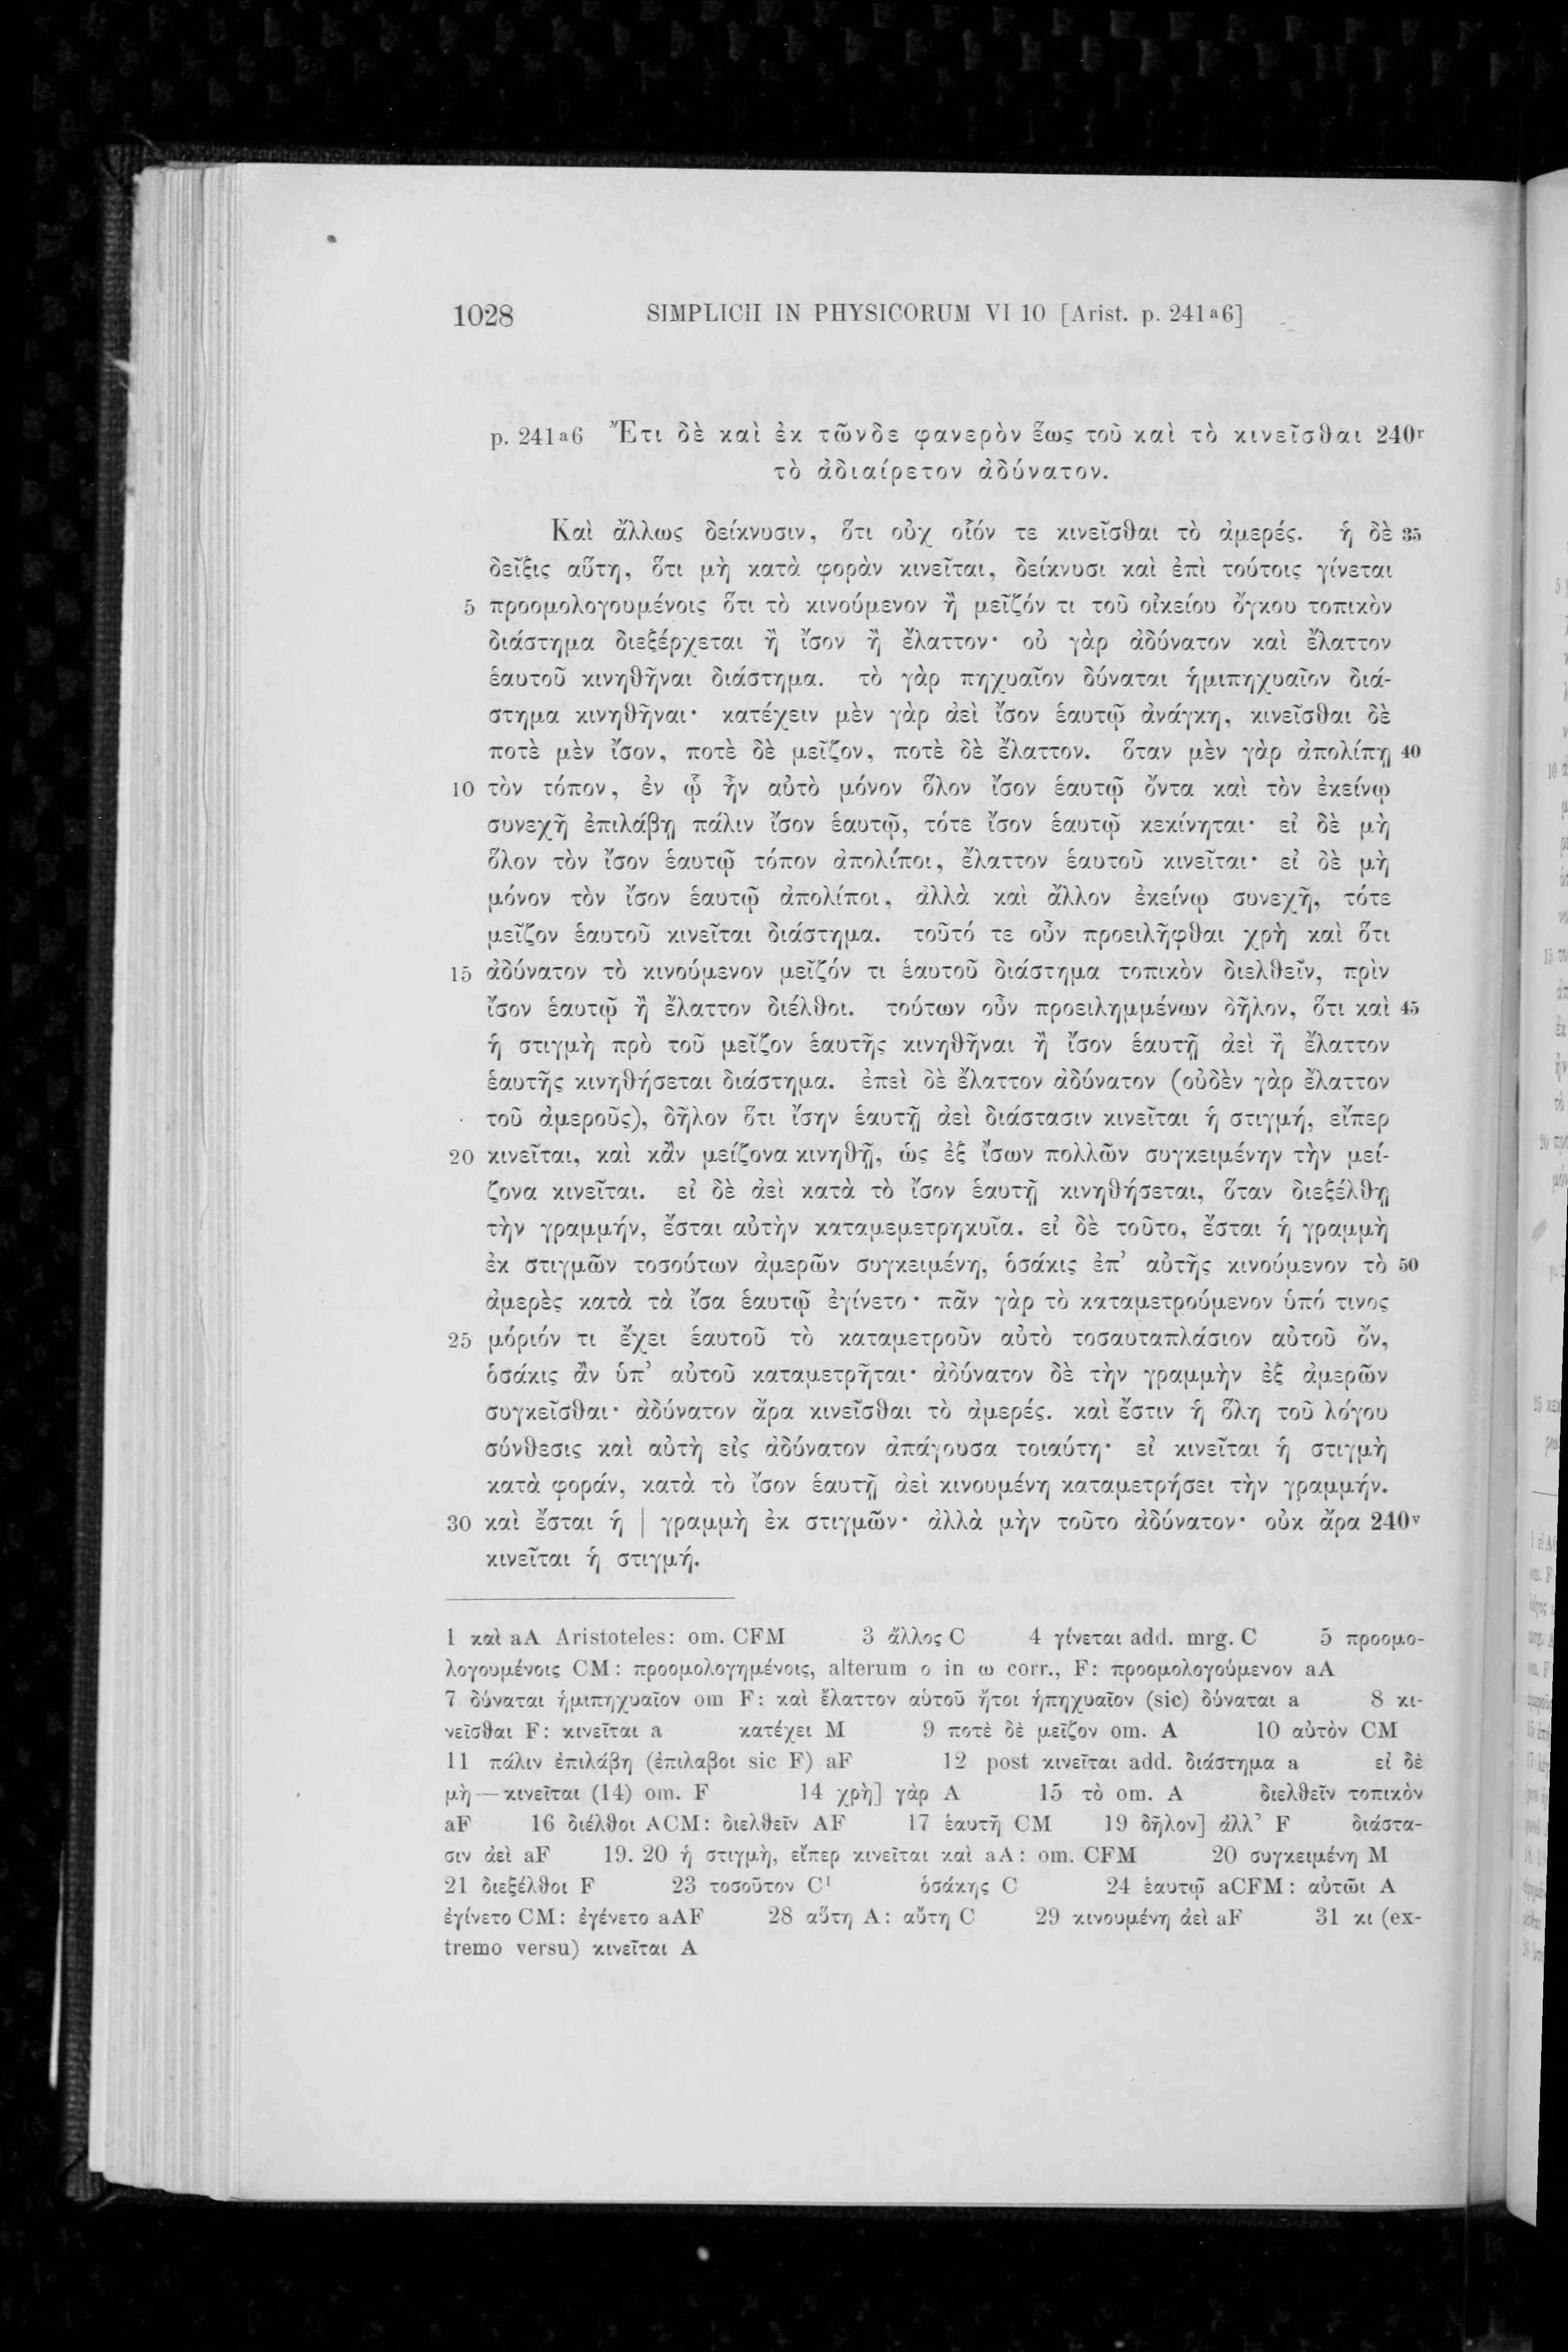 1028 SIMPLICII IN PHYSICORUM VI 10 [Arist. p. 241a6]
p. 241a6 Ἔτι δὲ καὶ ἐκ τῶνδε φανερὸν ἕως τοῦ καὶ τὸ κινεῖσθαι 240r
τὸ ἀδιαίρετον ἀδύνατον.
Καὶ ἄλλως δείκνυσιν, ὅτι οὐχ οἷόν τε κινεῖσθαι τὸ ἀμερές. ἡ δὲ 35
δεῖξις αὕτη, ὅτι μὴ κατὰ φορὰν κινεῖται, δείκνυσι καὶ ἐπὶ τούτοις γίνεται
5 προομολογουμένοις ὅτι τὸ κινούμενον ἢ μεῖζόν τι τοῦ οἰκείου ὄγκου τοπικὸν
διάστημα διεξέρχεται ἢ ἴσον ἢ ἔλαττον· οὐ γὰρ ἀδύνατον καὶ ἔλαττον
ἑαυτοῦ κινηθῆναι διάστημα. τὸ γὰρ πηχυαῖον δύναται ἡμιπηχυαῖον διά-
στημα κινηθῆναι· κατέχειν μὲν γὰρ ἀεὶ ἴσον ἑαυτῷ ἀνάγκη, κινεῖσθαι δὲ
ποτὲ μὲν ἴσον, ποτὲ δὲ μεῖζον, ποτὲ δὲ ἔλαττον. ὅταν μὲν γὰρ ἀπολίπῃ 40
10 τὸν τόπον, ἐν ᾧ ἦν αὐτὸ μόνον ὅλον ἴσον ἑαυτῷ ὄντα καὶ τὸν ἐκείνῳ
συνεχῆ ἐπιλάβῃ πάλιν ἴσον ἑαυτῷ, τότε ἴσον ἑαυτῷ κεκίνηται· εἰ δὲ μὴ
ὅλον τὸν ἴσον ἑαυτῷ τόπον ἀπολίποι, ἔλαττον ἑαυτοῦ κινεῖται· εἰ δὲ μὴ
μόνον τὸν ἴσον ἑαυτῷ ἀπολίποι, ἀλλὰ καὶ ἄλλον ἐκείνῳ συνεχῆ, τότε
μεῖζον ἑαυτοῦ κινεῖται διάστημα. τοῦτό τε οὖν προειλῆφθαι χρὴ καὶ ὅτι
15 ἀδύνατον τὸ κινούμενον μεῖζόν τι ἑαυτοῦ διάστημα τοπικὸν διελθεῖν, πρὶν
ἴσον ἑαυτῷ ἢ ἔλαττον διέλθοι. τούτων οὖν προειλημμένων δῆλον, ὅτι καὶ 45
ἡ στιγμὴ πρὸ τοῦ μεῖζον ἑαυτῆς κινηθῆναι ἢ ἴσον ἑαυτῇ ἀεὶ ἢ ἔλαττον
ἑαυτῆς κινηθήσεται διάστημα. ἐπεὶ δὲ ἔλαττον ἀδύνατον (οὐδὲν γὰρ ἔλαττον
τοῦ ἀμεροῦς), δῆλον ὅτι ἴσην ἑαυτῇ ἀεὶ διάστασιν κινεῖται ἡ στιγμή, εἴπερ
20 κινεῖται, καὶ κἂν μείζονα κινηθῇ, ὡς ἐξ ἴσων πολλῶν συγκειμένην τὴν μεί-
ζονα κινεῖται. εἰ δὲ ἀεὶ κατὰ τὸ ἴσον ἑαυτῇ κινηθήσεται, ὅταν διεξέλθῃ
τὴν γραμμήν, ἔσται αὐτὴν καταμεμετρηκυῖα. εἰ δὲ τοῦτο, ἔσται ἡ γραμμὴ
ἐκ στιγμῶν τοσούτων ἀμερῶν συγκειμένη, ὁσάκις ἐπ’ αὐτῆς κινούμενον τὸ 50
ἀμερὲς κατὰ τὰ ἴσα ἑαυτῷ ἐγίνετο· πᾶν γὰρ τὸ καταμετρούμενον ὑπό τινος
25 μόριόν τι ἔχει ἑαυτοῦ τὸ καταμετροῦν αὐτὸ τοσαυταπλάσιον αὐτοῦ ὄν,
ὁσάκις ἂν ὑπ’ αὐτοῦ καταμετρῆται· ἀδύνατον δὲ τὴν γραμμὴν ἐξ ἀμερῶν
συγκεῖσθαι· ἀδύνατον ἄρα κινεῖσθαι τὸ ἀμερές. καὶ ἔστιν ἡ ὅλη τοῦ λόγου
σύνθεσις καὶ αὐτὴ εἰς ἀδύνατον ἀπάγουσα τοιαύτη· εἰ κινεῖται ἡ στιγμὴ
κατὰ φοράν, κατὰ τὸ ἴσον ἑαυτῇ ἀεὶ κινουμένη καταμετρήσει τὴν γραμμήν.
30 καὶ ἔσται ἡ | γραμμὴ ἐκ στιγμῶν· ἀλλὰ μὴν τοῦτο ἀδύνατον· οὐκ ἄρα 240v
κινεῖται ἡ στιγμή.
1 καὶ aA Aristoteles: om. CFM 3 ἄλλος C 4 γίνεται add. mrg. C 5 προομο-
λογουμένοις CM: προομολογημένοις, alterum ο in ω corr., F: προομολογούμενον aA
7 δύναται ἡμιπηχυαῖον om F: καὶ ἔλαττον αὑτοῦ ἤτοι ἡπηχυαῖον (sic) δύναται a 8 κι-
νεῖσθαι F: κινεῖται a κατέχει M 9 ποτὲ δὲ μεῖζον om. A 10 αὐτὸν CM
11 πάλιν ἐπιλάβη (ἐπιλαβοι sic F) aF 12 post κινεῖται add. διάστημα a εἰ δὲ
μὴ — κινεῖται (14) om. F 14 χρὴ] γὰρ A 15 τὸ om. A διελθεῖν τοπικὸν
aF 16 διέλθοι ACM: διελθεῖν AF 17 ἑαυτῆ CM 19 δῆλον] ἀλλ’ F διάστα-
σιν ἀεὶ aF 19. 20 ἡ στιγμὴ, εἴπερ κινεῖται καὶ aA: om. CFM 20 συγκειμένη M
21 διεξέλθοι F 23 τοσοῦτον C¹ ὁσάκης C 24 ἑαυτῷ aCFM: αὐτῶι A
ἐγίνετο CM: ἐγένετο aAF 28 αὕτη A: αὔτη C 29 κινουμένη ἀεὶ aF 31 κι (ex-
tremo versu) κινεῖται A